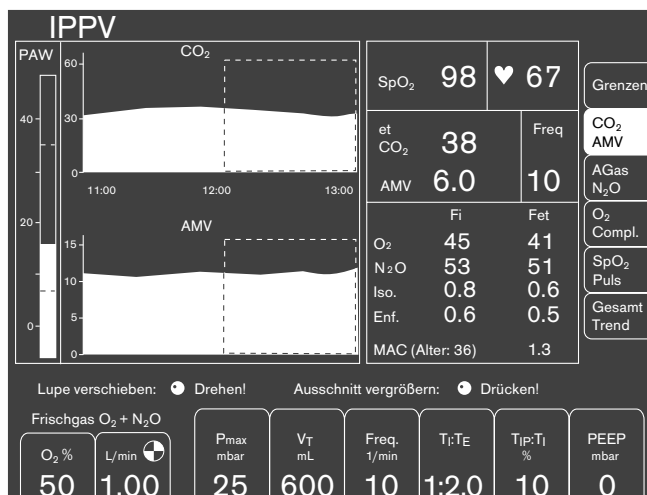 IPPV
PAW
40
20
0
CO₂
60
30
0
11:00 12:00 13:00
AMV
15
10
5
0
SpO₂ 98 ♥ 67
et CO₂ 38
AMV 6.0
Freq
10
Fi Fet
O₂ 45 41
N₂O 53 51
Iso. 0.8 0.6
Enf. 0.6 0.5
MAC (Alter: 36) 1.3
Grenzen
CO₂
AMV
AGas
N₂O
O₂
Compl.
SpO₂
Puls
Gesamt
Trend
Lupe verschieben: Drehen! Ausschnitt vergrößern: Drücken!
Frischgas O₂ + N₂O
O₂ %
50
L/min
1.00
Pmax
mbar
25
VT
mL
600
Freq.
1/min
10
TI:TE
1:2.0
TIP:TI
%
10
PEEP
mbar
0